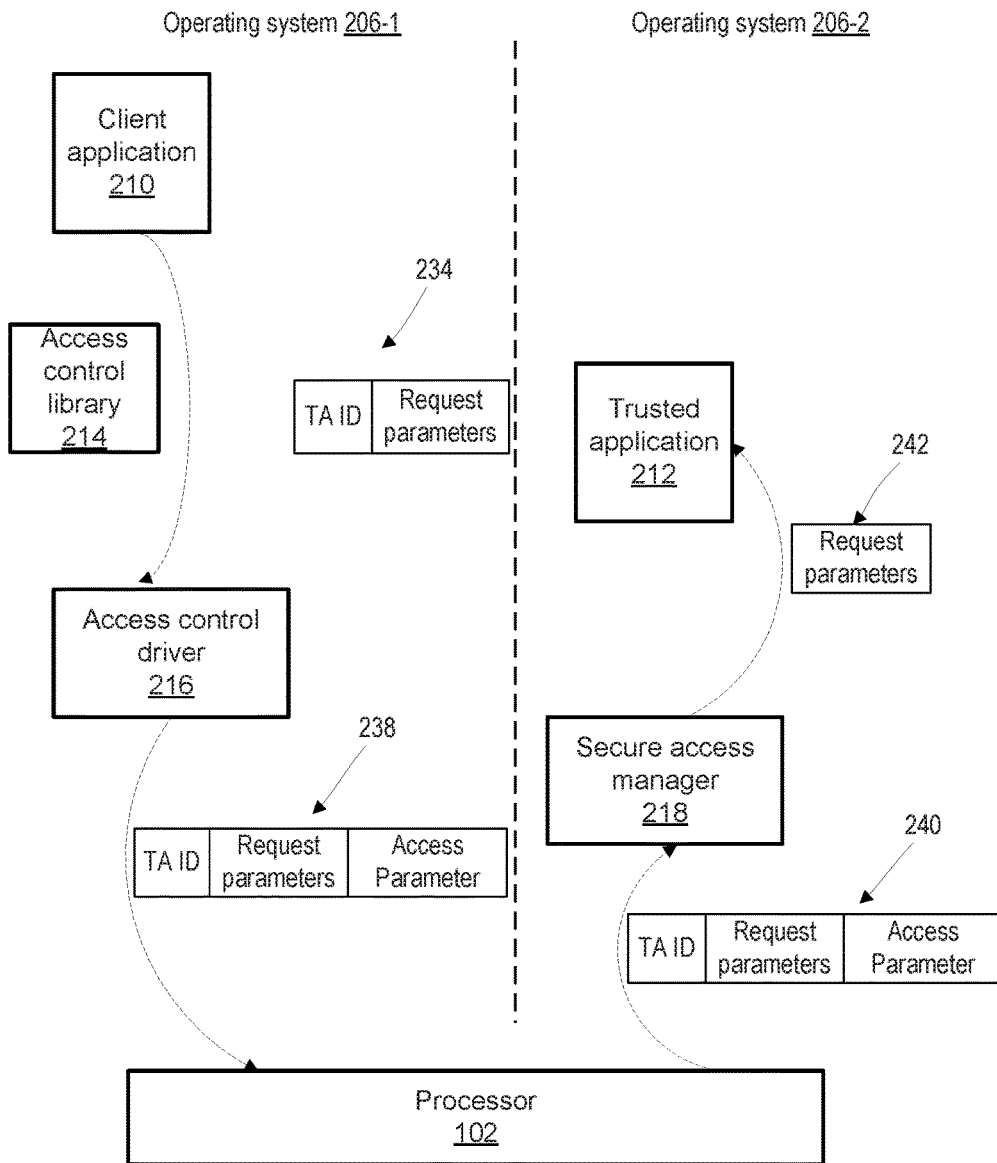 Operating system 206-1
Operating system 206-2
Client
application
210
234
Access
control
library
214
TA ID
Request
parameters
Trusted
application
212
242
Request
parameters
Access control
driver
216
238
Secure access
manager
218
TA ID
Request
parameters
Access
Parameter
240
TA ID
Request
parameters
Access
Parameter
Processor
102